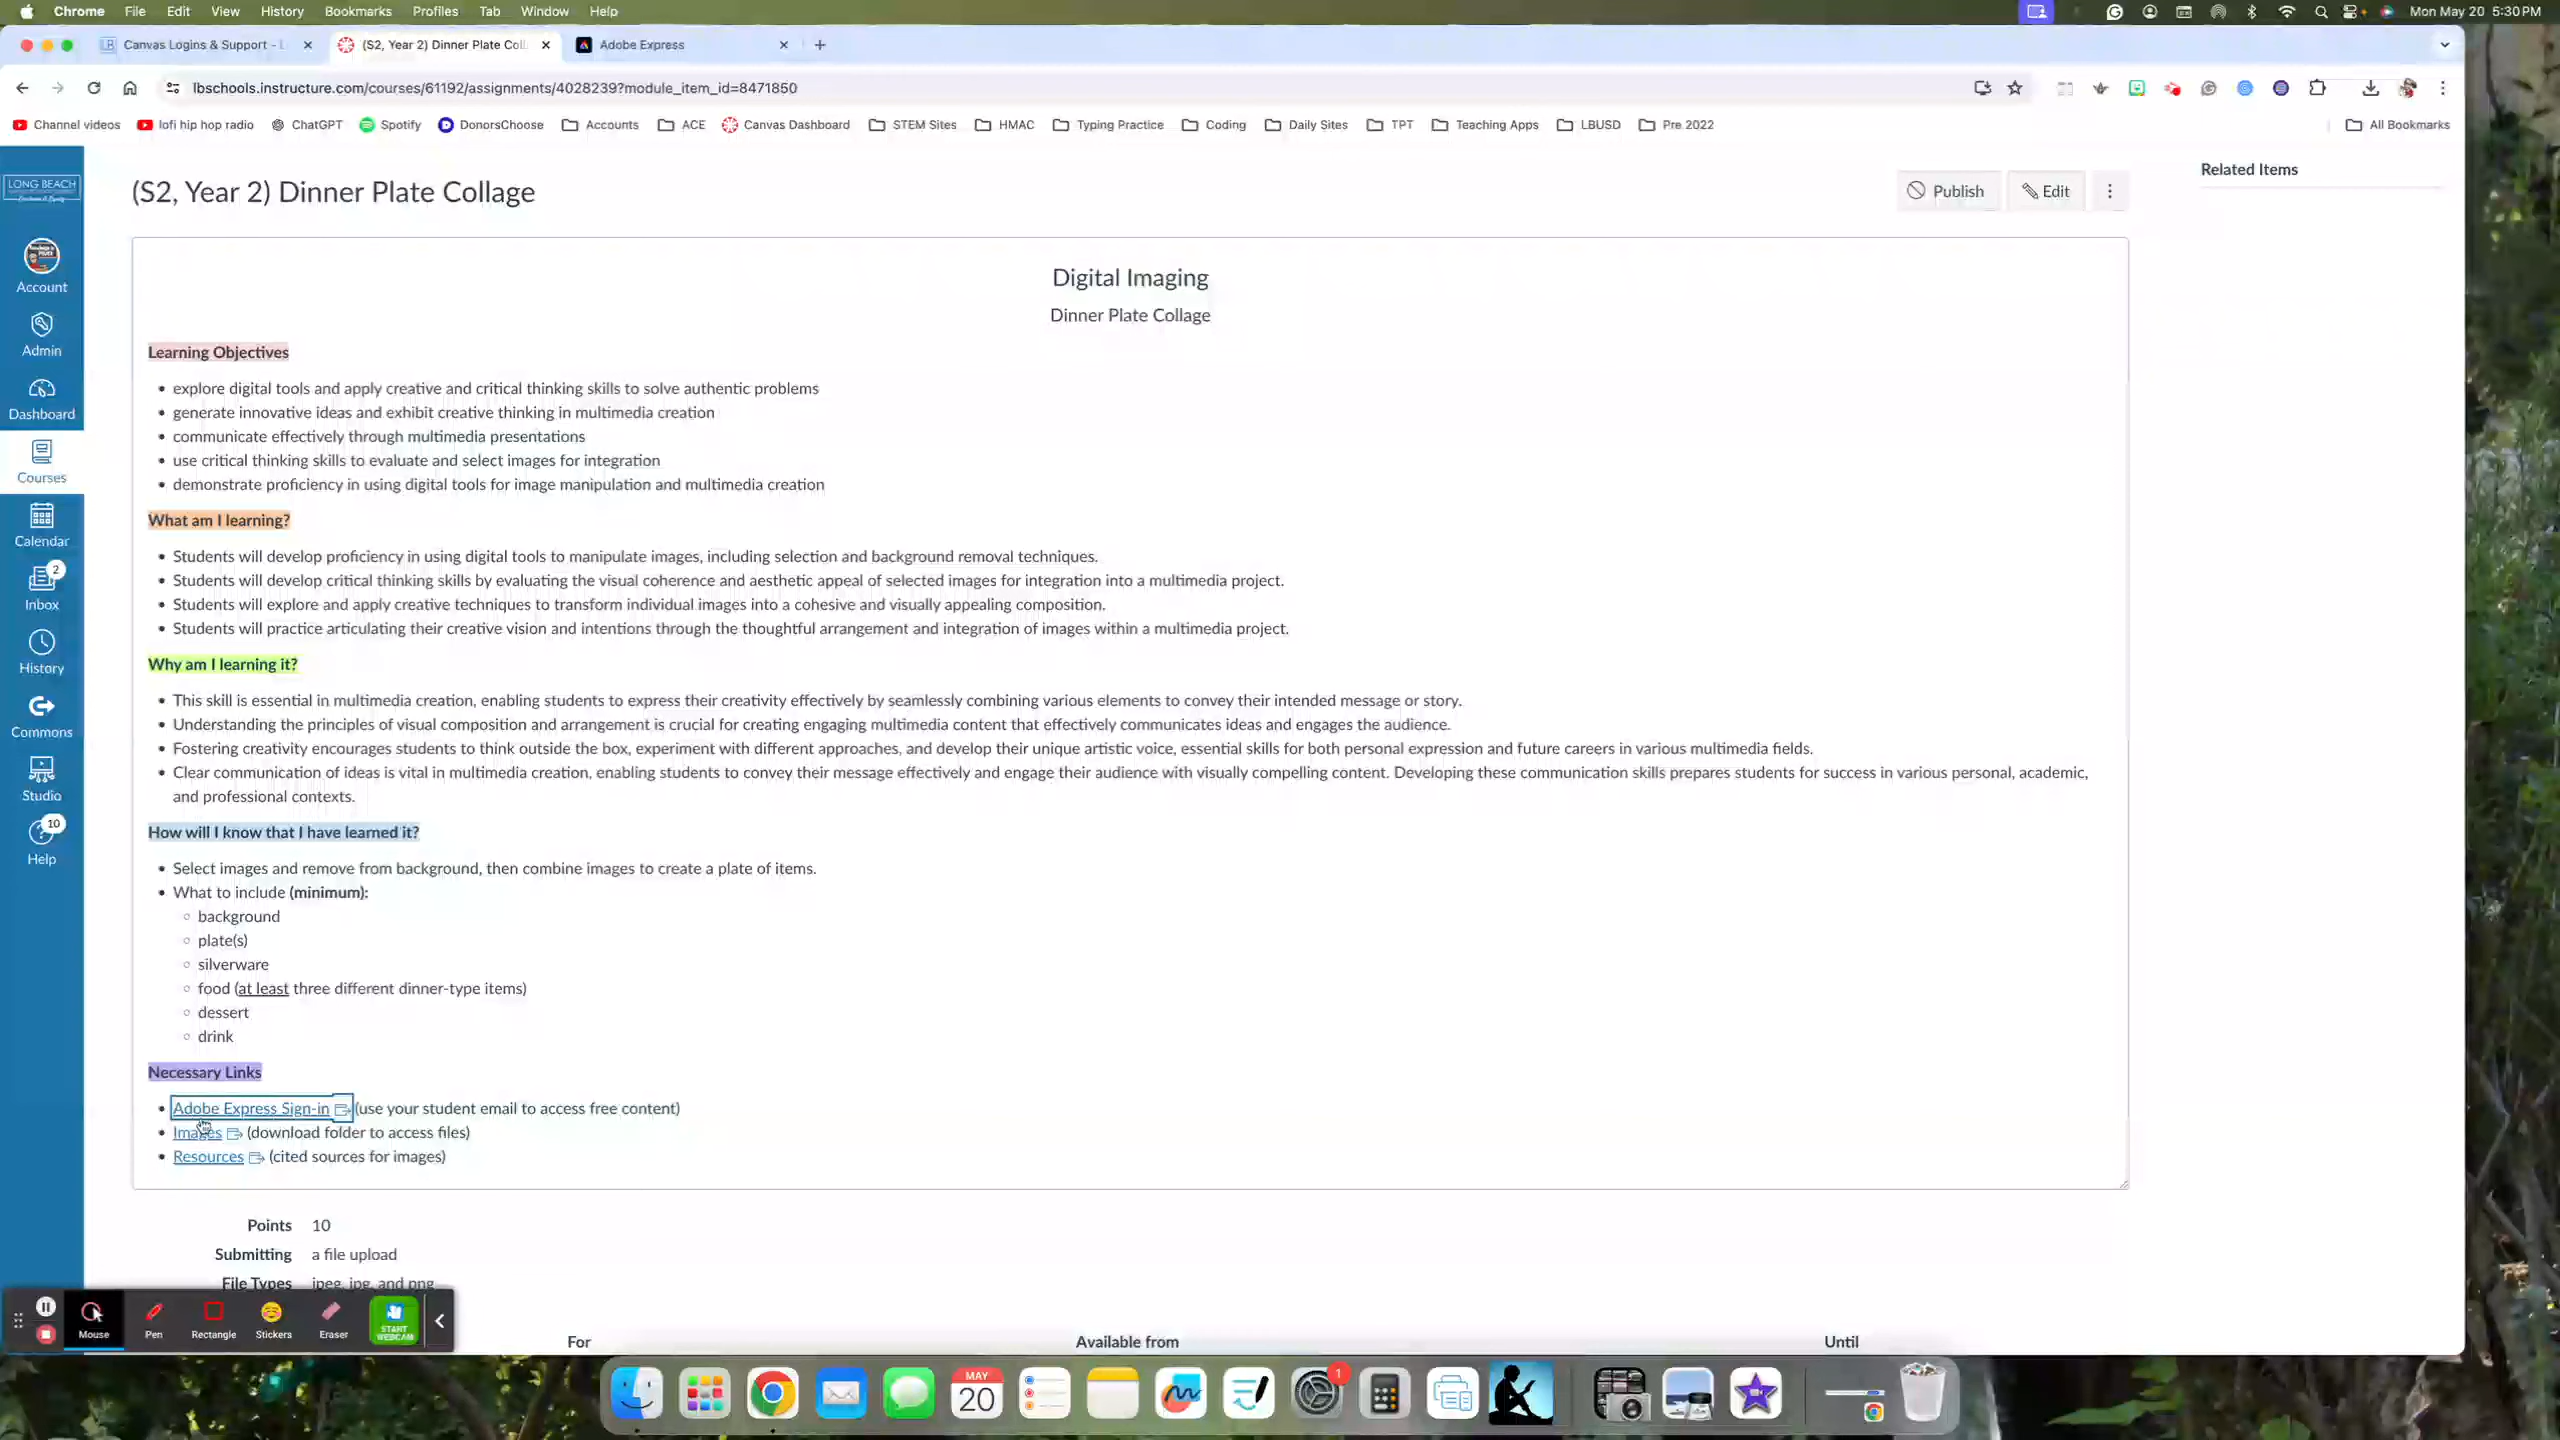 Chrome File Edit View History Bookmarks Profiles Tab Window Help Mon May 20 5:30 PM
Canvas Logins & Support - L (S2, Year 2) Dinner Plate Coll Adobe Express
lbschools.instructure.com/courses/61192/assignments/4028239?module_item_id=8471850
Channel videos lofi hip hop radio ChatGPT Spotify DonorsChoose Accounts ACE Canvas Dashboard STEM Sites HMAC Typing Practice Coding Daily Sites TPT Teaching Apps LBUSD Pre 2022 All Bookmarks
LONG BEACH
Account
Admin
Dashboard
Courses
Calendar
2
Inbox
History
Commons
Studio
10
Help
(S2, Year 2) Dinner Plate Collage
Publish Edit
Related Items
Digital Imaging
Dinner Plate Collage
Learning Objectives
• explore digital tools and apply creative and critical thinking skills to solve authentic problems
• generate innovative ideas and exhibit creative thinking in multimedia creation
• communicate effectively through multimedia presentations
• use critical thinking skills to evaluate and select images for integration
• demonstrate proficiency in using digital tools for image manipulation and multimedia creation
What am I learning?
• Students will develop proficiency in using digital tools to manipulate images, including selection and background removal techniques.
• Students will develop critical thinking skills by evaluating the visual coherence and aesthetic appeal of selected images for integration into a multimedia project.
• Students will explore and apply creative techniques to transform individual images into a cohesive and visually appealing composition.
• Students will practice articulating their creative vision and intentions through the thoughtful arrangement and integration of images within a multimedia project.
Why am I learning it?
• This skill is essential in multimedia creation, enabling students to express their creativity effectively by seamlessly combining various elements to convey their intended message or story.
• Understanding the principles of visual composition and arrangement is crucial for creating engaging multimedia content that effectively communicates ideas and engages the audience.
• Fostering creativity encourages students to think outside the box, experiment with different approaches, and develop their unique artistic voice, essential skills for both personal expression and future careers in various multimedia fields.
• Clear communication of ideas is vital in multimedia creation, enabling students to convey their message effectively and engage their audience with visually compelling content. Developing these communication skills prepares students for success in various personal, academic,
and professional contexts.
How will I know that I have learned it?
• Select images and remove from background, then combine images to create a plate of items.
• What to include (minimum):
◦ background
◦ plate(s)
◦ silverware
◦ food (at least three different dinner-type items)
◦ dessert
◦ drink
Necessary Links
• Adobe Express Sign-in (use your student email to access free content)
• Images (download folder to access files)
• Resources (cited sources for images)
Points 10
Submitting a file upload
File Types jpeg, jpg, and png
For Available from Until
Mouse Pen Rectangle Stickers Eraser START WEBCAM
MAY
20
1